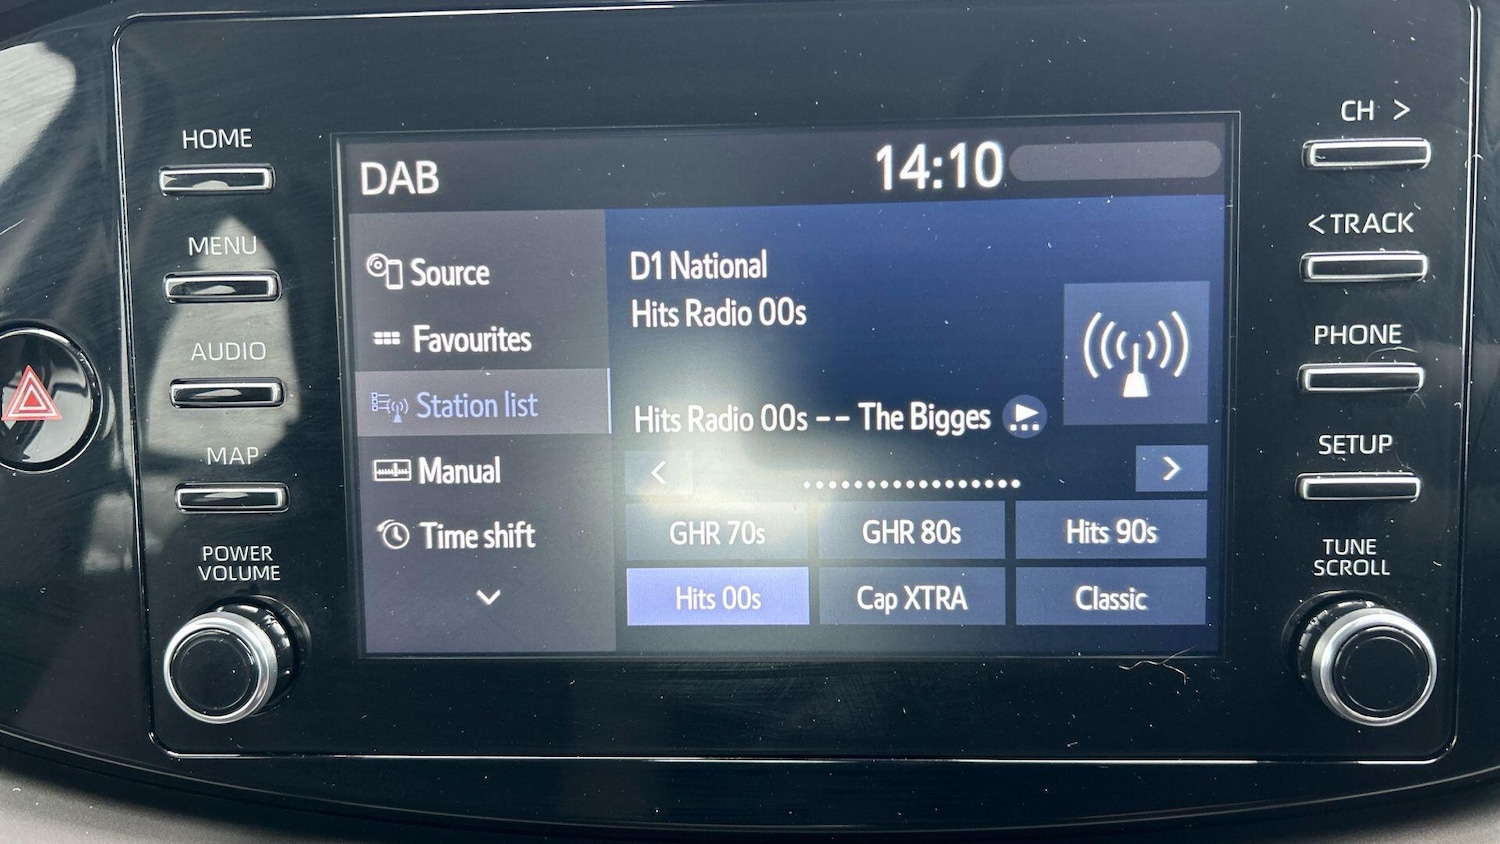 HOME
MENU
AUDIO
MAP
POWER
VOLUME
DAB
14:10
Source
Favourites
Station list
Manual
Time shift
D1 National
Hits Radio 00s
Hits Radio 00s -- The Bigges
<
>
GHR 70s
GHR 80s
Hits 90s
Hits 00s
Cap XTRA
Classic
CH >
< TRACK
PHONE
SETUP
TUNE
SCROLL